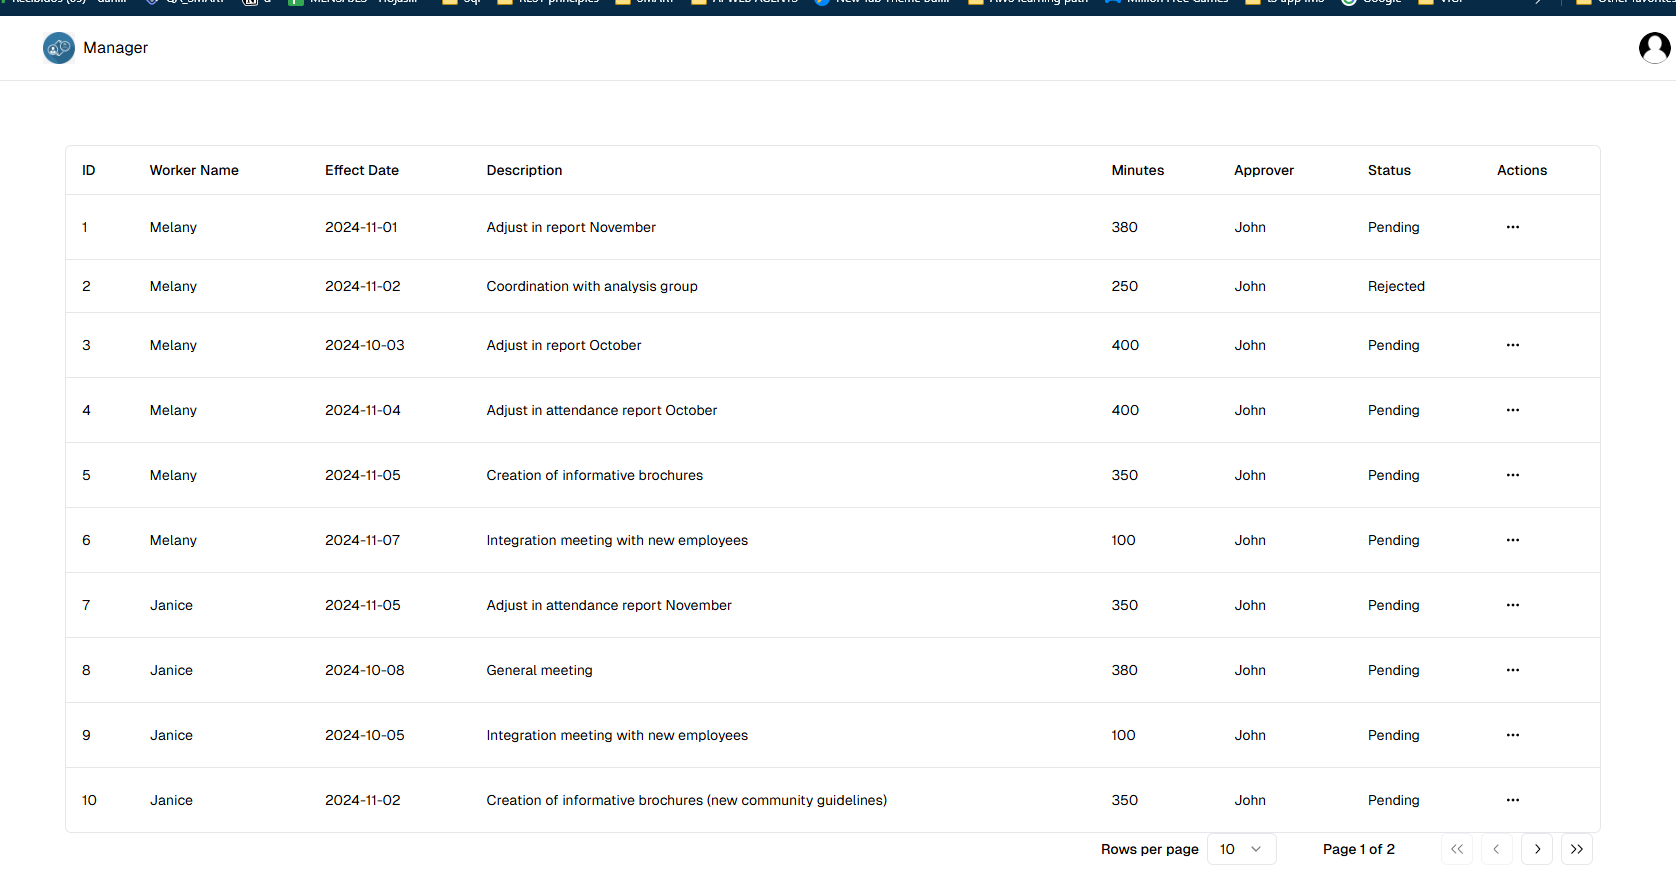 Manager
ID Worker Name Effect Date Description Minutes Approver Status Actions
1 Melany 2024-11-01 Adjust in report November 380 John Pending ...
2 Melany 2024-11-02 Coordination with analysis group 250 John Rejected
3 Melany 2024-10-03 Adjust in report October 400 John Pending ...
4 Melany 2024-11-04 Adjust in attendance report October 400 John Pending ...
5 Melany 2024-11-05 Creation of informative brochures 350 John Pending ...
6 Melany 2024-11-07 Integration meeting with new employees 100 John Pending ...
7 Janice 2024-11-05 Adjust in attendance report November 350 John Pending ...
8 Janice 2024-10-08 General meeting 380 John Pending ...
9 Janice 2024-10-05 Integration meeting with new employees 100 John Pending ...
10 Janice 2024-11-02 Creation of informative brochures (new community guidelines) 350 John Pending ...
Rows per page 10 Page 1 of 2